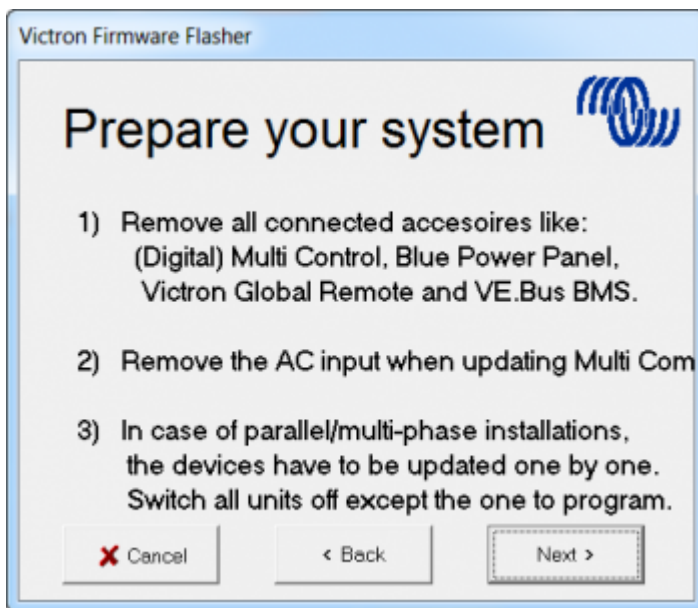 Victron Firmware Flasher
Prepare your system
1) Remove all connected accesoires like:
(Digital) Multi Control, Blue Power Panel,
Victron Global Remote and VE.Bus BMS.
2) Remove the AC input when updating Multi Com
3) In case of parallel/multi-phase installations,
the devices have to be updated one by one.
Switch all units off except the one to program.
Cancel
< Back
Next >